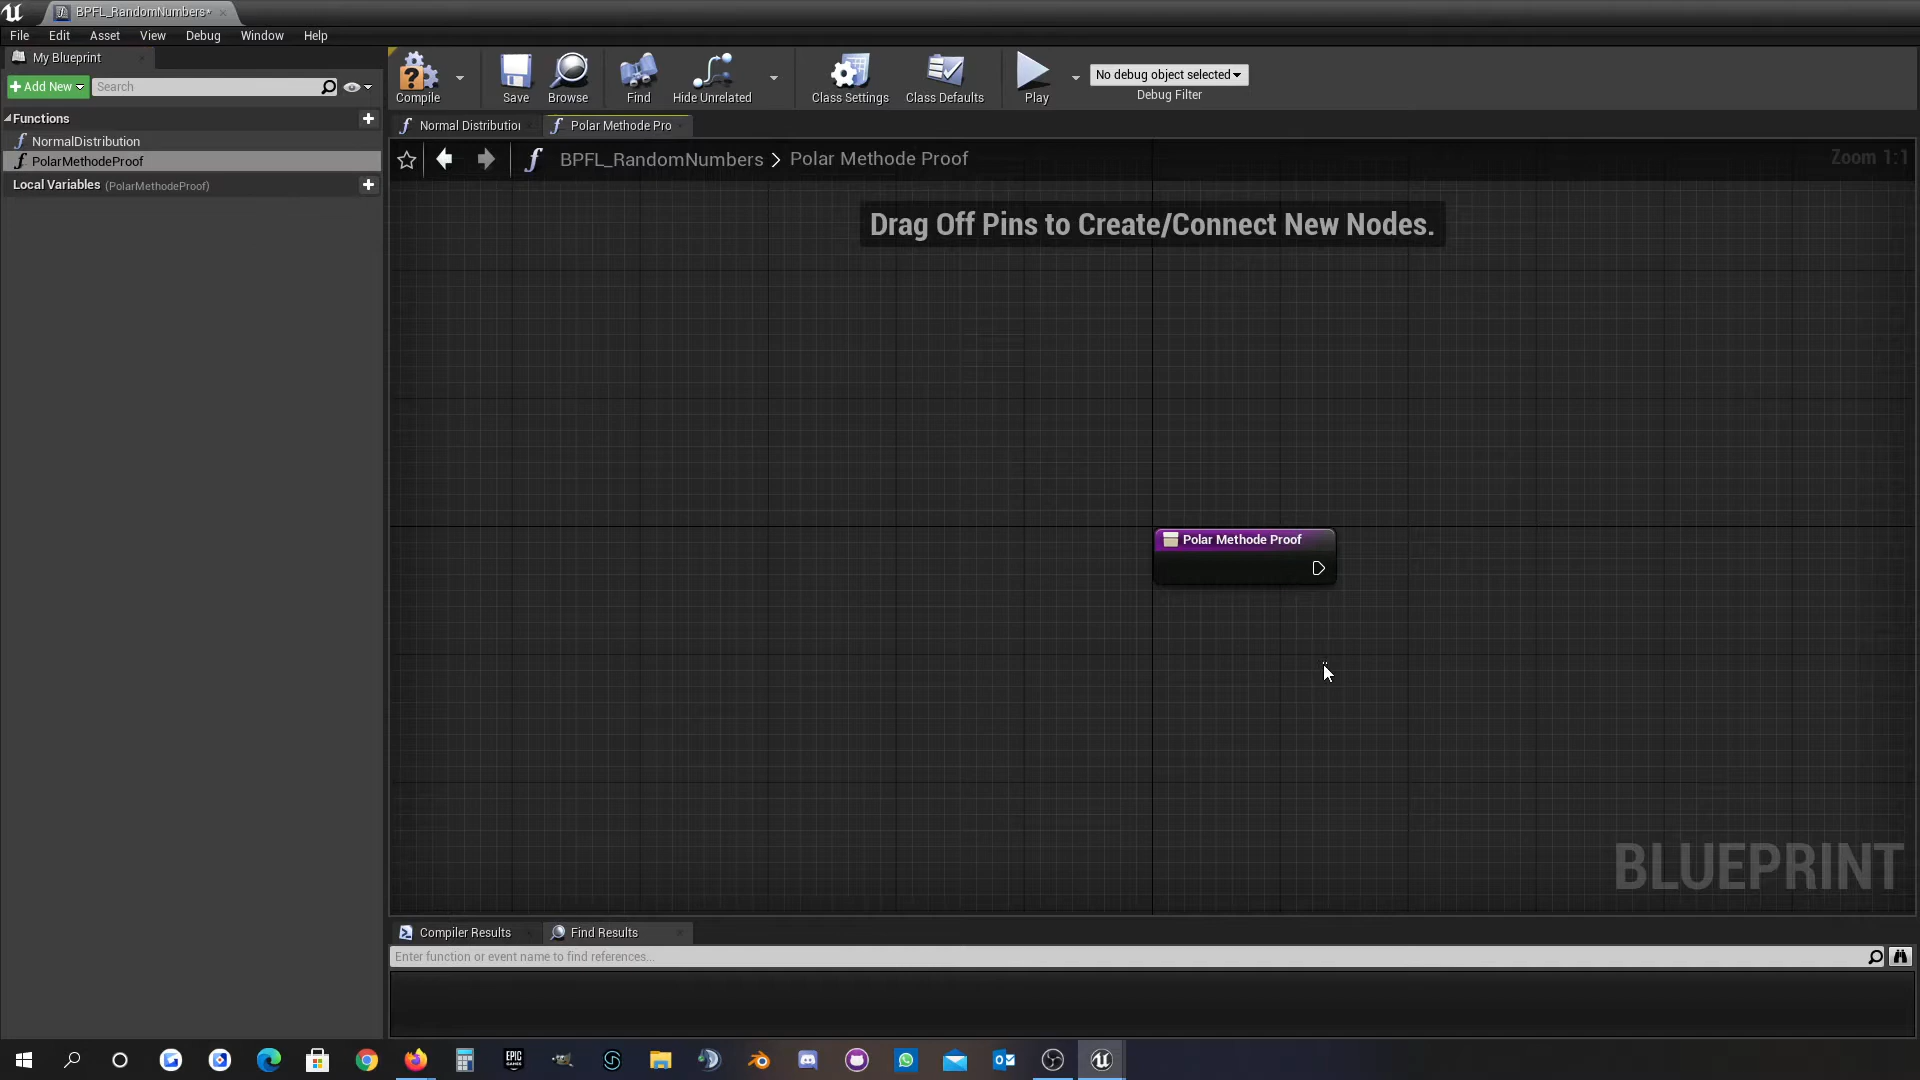 BPFL_RandomNumbers*
File Edit Asset View Debug Window Help
My Blueprint
Add New
Search
Functions
NormalDistribution
PolarMethodeProof
Local Variables (PolarMethodeProof)
Compile
Save
Browse
Find
Hide Unrelated
Class Settings
Class Defaults
Play
No debug object selected
Debug Filter
Normal Distributio
Polar Methode Pro
BPFL_RandomNumbers > Polar Methode Proof
Zoom 1:1
Drag Off Pins to Create/Connect New Nodes.
Polar Methode Proof
BLUEPRINT
Compiler Results
Find Results
Enter function or event name to find references...
EPIC GAMES